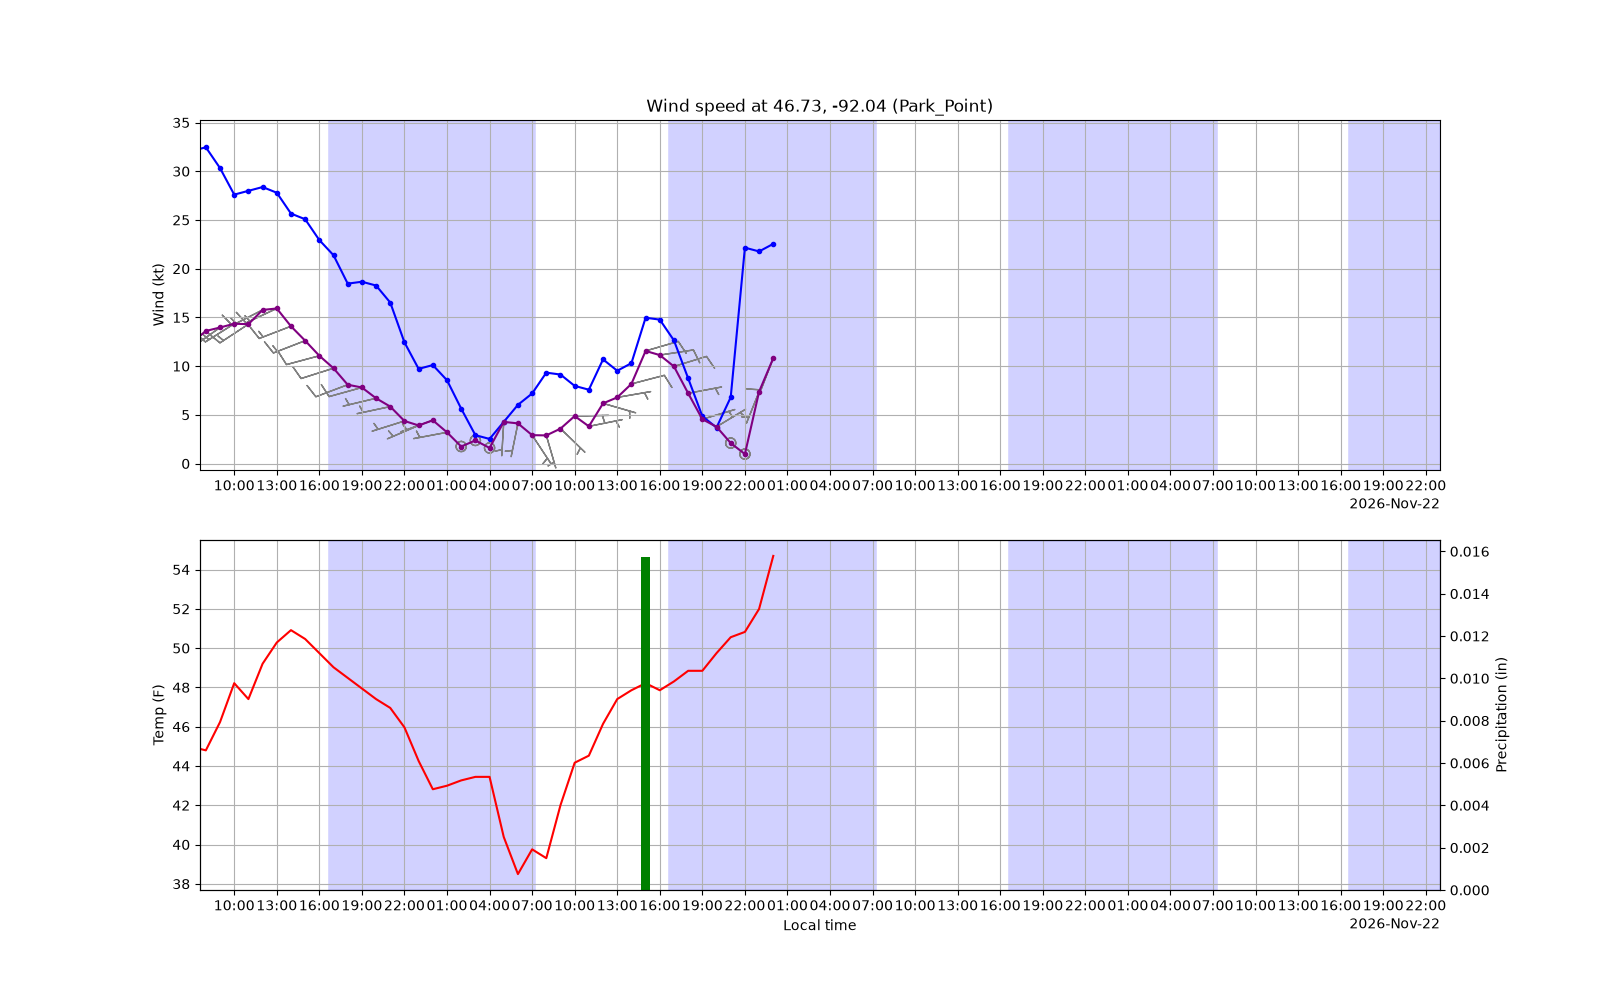 Wind speed at 46.73, -92.04 (Park_Point)
35
30
25
20
15
10
5
0
Wind (kt)
10:00 13:00 16:00 19:00 22:00 01:00 04:00 07:00 10:00 13:00 16:00 19:00 22:00 01:00 04:00 07:00 10:00 13:00 16:00 19:00 22:00 01:00 04:00 07:00 10:00 13:00 16:00 19:00 22:00
2026-Nov-22
54
52
50
48
46
44
42
40
38
Temp (F)
0.016
0.014
0.012
0.010
0.008
0.006
0.004
0.002
0.000
Precipitation (in)
10:00 13:00 16:00 19:00 22:00 01:00 04:00 07:00 10:00 13:00 16:00 19:00 22:00 01:00 04:00 07:00 10:00 13:00 16:00 19:00 22:00 01:00 04:00 07:00 10:00 13:00 16:00 19:00 22:00
Local time
2026-Nov-22